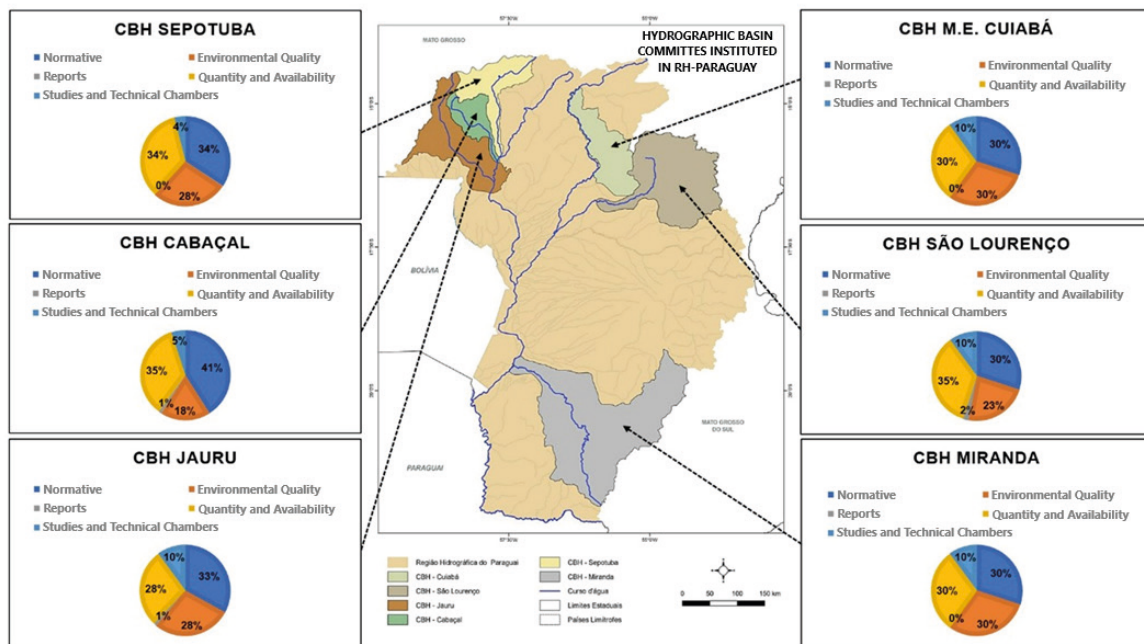 CBH SEPOTUBA
Normative
Environmental Quality
Reports
Quantity and Availability
Studies and Technical Chambers
4%
34%
34%
0%
28%
CBH CABAÇAL
Normative
Environmental Quality
Reports
Quantity and Availability
Studies and Technical Chambers
5%
35%
41%
1%
18%
CBH JAURU
Normative
Environmental Quality
Reports
Quantity and Availability
Studies and Technical Chambers
10%
33%
28%
1%
28%
MATO GROSSO
HYDROGRAPHIC BASIN
COMMITTES INSTITUTED
IN RH-PARAGUAY
BOLÍVIA
PARAGUAI
MATO GROSSO
DO SUL
Região Hidrográfica do Paraguai
CBH - Cuiabá
CBH - São Lourenço
CBH - Jauru
CBH - Cabaçal
CBH - Sepotuba
CBH - Miranda
Curso d'água
Limites Estaduais
Países Limítrofes
0 50 100 150 km
CBH M.E. CUIABÁ
Normative
Environmental Quality
Reports
Quantity and Availability
Studies and Technical Chambers
10%
30%
30%
0%
30%
CBH SÃO LOURENÇO
Normative
Environmental Quality
Reports
Quantity and Availability
Studies and Technical Chambers
10%
30%
35%
2%
23%
CBH MIRANDA
Normative
Environmental Quality
Reports
Quantity and Availability
Studies and Technical Chambers
10%
30%
30%
0%
30%